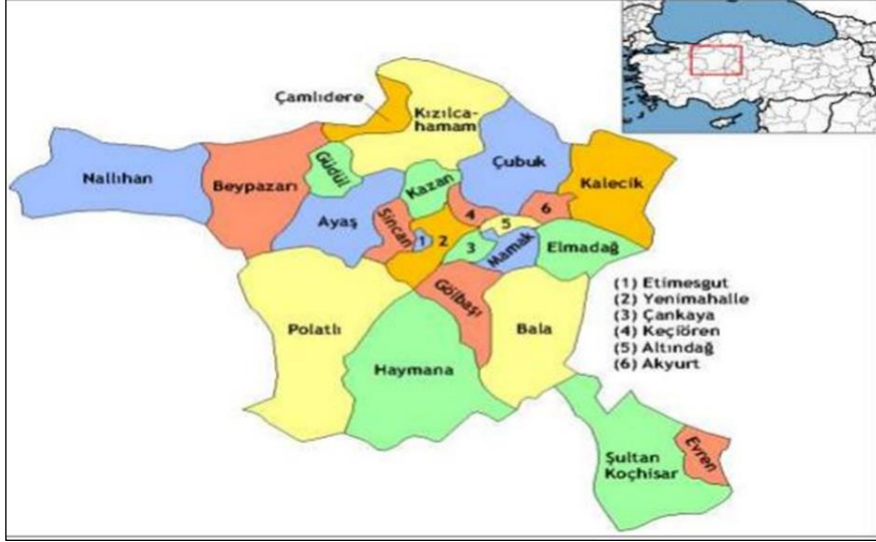 Çamlıdere
Kızılca-
hamam
Nallıhan
Beypazarı
Güdül
Çubuk
Kalecik
Kazan
Ayaş
Sincan
4
6
5
1
2
3
Mamak
Elmadağ
Gölbaşı
Polatlı
Bala
Haymana
(1) Etimesgut
(2) Yenimahalle
(3) Çankaya
(4) Keçiören
(5) Altındağ
(6) Akyurt
Şultan
Koçhisar
Evren